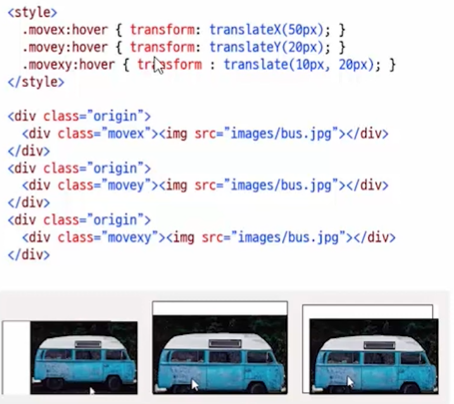 <style>
.movex:hover { transform: translateX(50px); }
.movey:hover { transform: translateY(20px); }
.movexy:hover { transform : translate(10px, 20px); }
</style>
<div class="origin">
<div class="movex"><img src="images/bus.jpg"></div>
</div>
<div class="origin">
<div class="movey"><img src="images/bus.jpg"></div>
</div>
<div class="origin">
<div class="movexy"><img src="images/bus.jpg"></div>
</div>